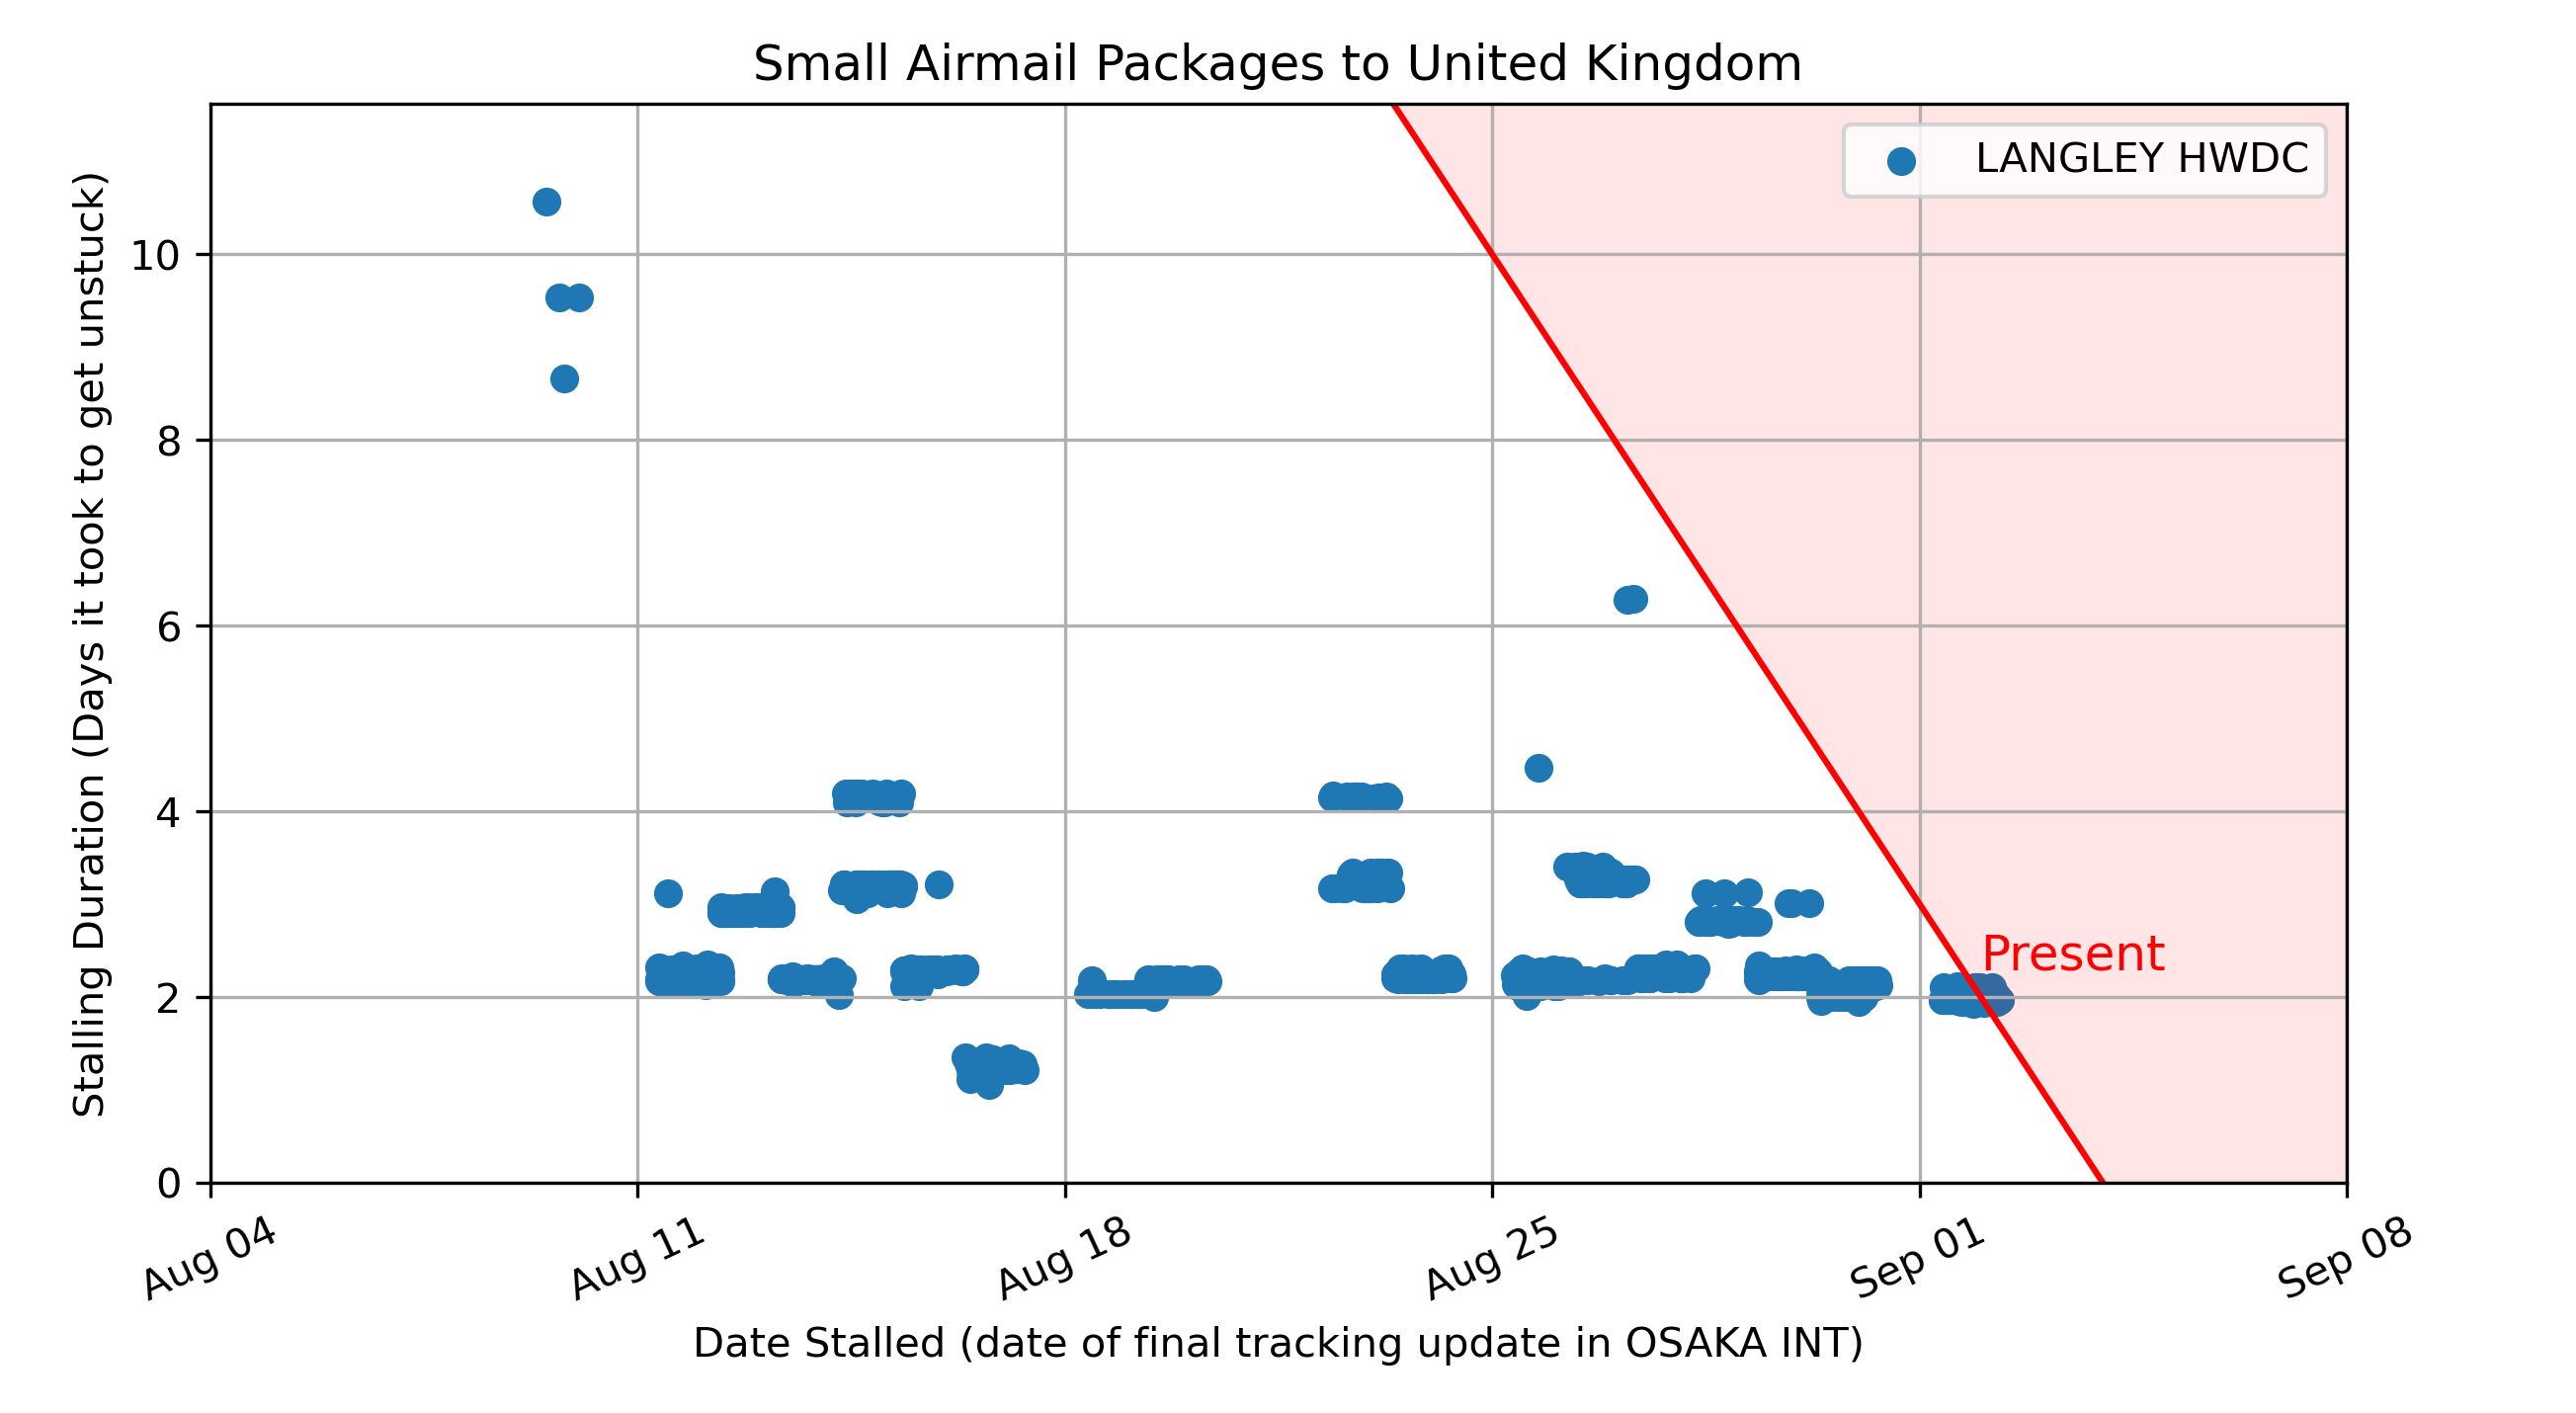 Small Airmail Packages to United Kingdom
LANGLEY HWDC
Stalling Duration (Days it took to get unstuck)
10
8
6
4
2
0
Present
Aug 04
Aug 11
Aug 18
Aug 25
Sep 01
Sep 08
Date Stalled (date of final tracking update in OSAKA INT)